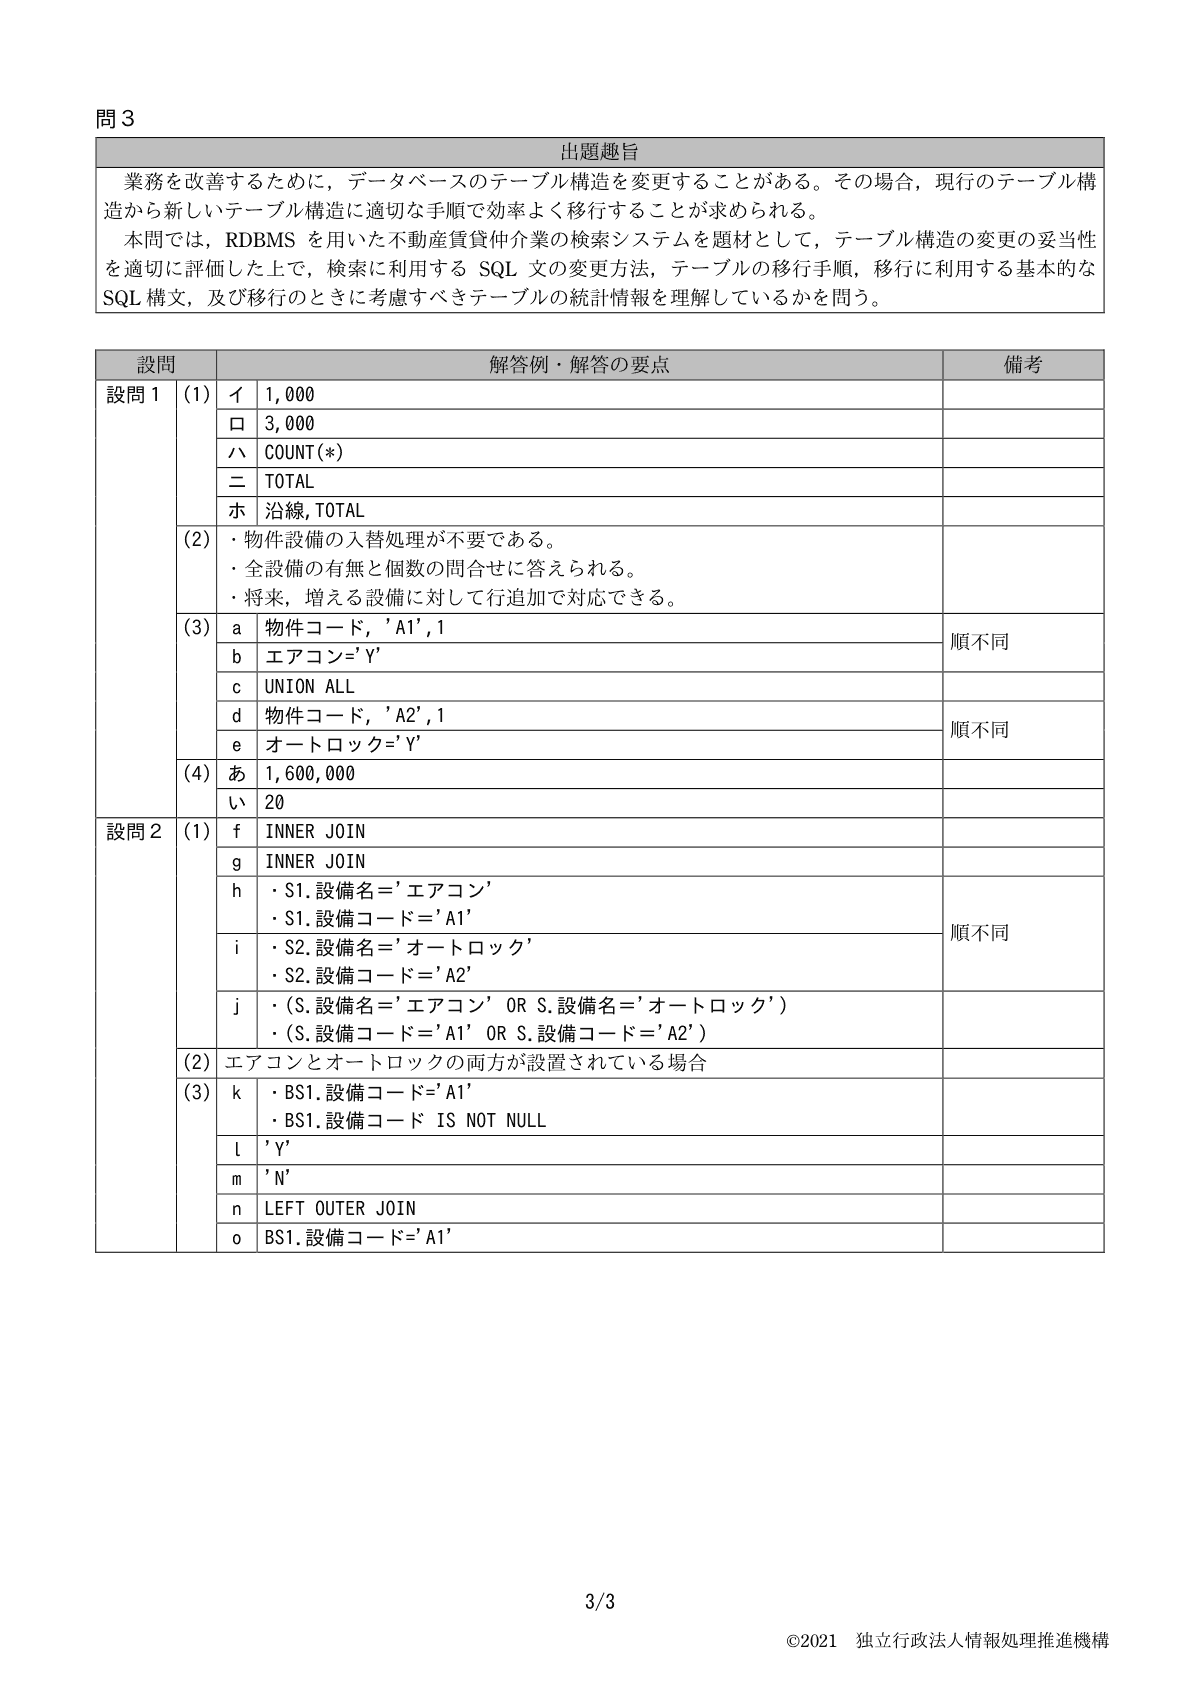 問3
出題趣旨
業務を改善するために，データベースのテーブル構造を変更することがある。その場合，現行のテーブル構
造から新しいテーブル構造に適切な手順で効率よく移行することが求められる。
本問では，RDBMS を用いた不動産賃貸仲介業の検索システムを題材として，テーブル構造の変更の妥当性
を適切に評価した上で，検索に利用する SQL 文の変更方法，テーブルの移行手順，移行に利用する基本的な
SQL 構文，及び移行のときに考慮すべきテーブルの統計情報を理解しているかを問う。
設問 解答例・解答の要点 備考
設問1 (1) イ 1,000
ロ 3,000
ハ COUNT(*)
ニ TOTAL
ホ 沿線,TOTAL
(2) ・物件設備の入替処理が不要である。
・全設備の有無と個数の問合せに答えられる。
・将来，増える設備に対して行追加で対応できる。
(3) a 物件コード, 'A1',1 順不同
b エアコン='Y'
c UNION ALL
d 物件コード, 'A2',1 順不同
e オートロック='Y'
(4) あ 1,600,000
い 20
設問2 (1) f INNER JOIN
g INNER JOIN
h ・S1.設備名='エアコン' 順不同
・S1.設備コード='A1'
i ・S2.設備名='オートロック'
・S2.設備コード='A2'
j ・(S.設備名='エアコン' OR S.設備名='オートロック')
・(S.設備コード='A1' OR S.設備コード='A2')
(2) エアコンとオートロックの両方が設置されている場合
(3) k ・BS1.設備コード='A1'
・BS1.設備コード IS NOT NULL
l 'Y'
m 'N'
n LEFT OUTER JOIN
o BS1.設備コード='A1'
3/3
©2021 独立行政法人情報処理推進機構